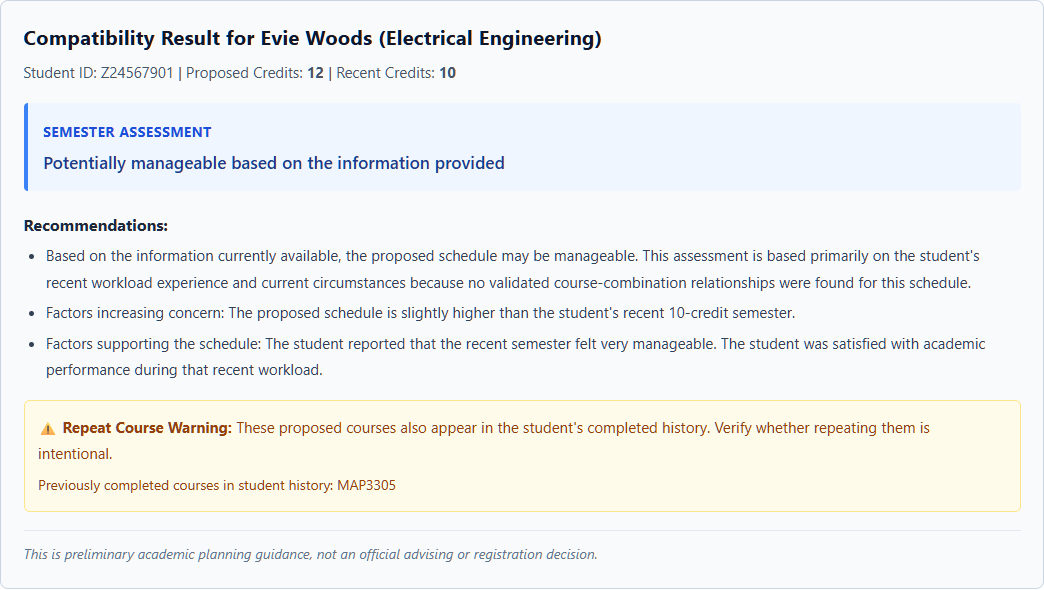 Compatibility Result for Evie Woods (Electrical Engineering)
Student ID: Z24567901 | Proposed Credits: 12 | Recent Credits: 10
SEMESTER ASSESSMENT
Potentially manageable based on the information provided
Recommendations:
• Based on the information currently available, the proposed schedule may be manageable. This assessment is based primarily on the student's
recent workload experience and current circumstances because no validated course-combination relationships were found for this schedule.
• Factors increasing concern: The proposed schedule is slightly higher than the student's recent 10-credit semester.
• Factors supporting the schedule: The student reported that the recent semester felt very manageable. The student was satisfied with academic
performance during that recent workload.
⚠ Repeat Course Warning: These proposed courses also appear in the student's completed history. Verify whether repeating them is
intentional.
Previously completed courses in student history: MAP3305
This is preliminary academic planning guidance, not an official advising or registration decision.